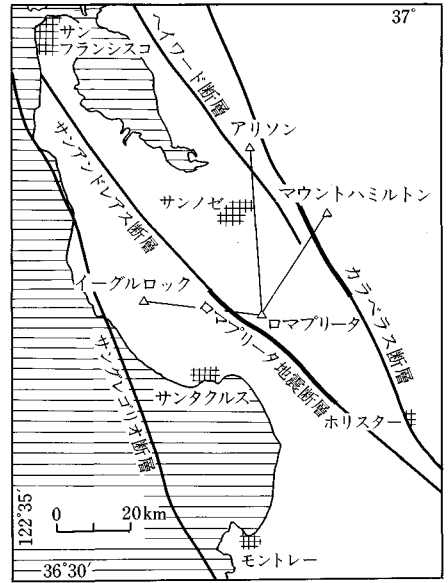 37°
サン
フランシスコ
ヘイワード断層
アリソン
サンアンドレアス断層
サンノゼ
マウントハミルトン
イーグルロック
カラベラス断層
ロマプリータ
ロマプリータ地震断層
サンタクルス
サングレゴリオ断層
ホリスター
122°35′
0 20km
モントレー
36°30′